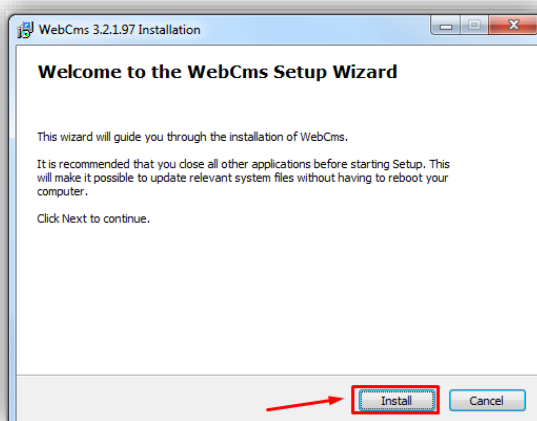 WebCms 3.2.1.97 Installation
Welcome to the WebCms Setup Wizard
This wizard will guide you through the installation of WebCms.
It is recommended that you close all other applications before starting Setup. This
will make it possible to update relevant system files without having to reboot your
computer.
Click Next to continue.
Install
Cancel